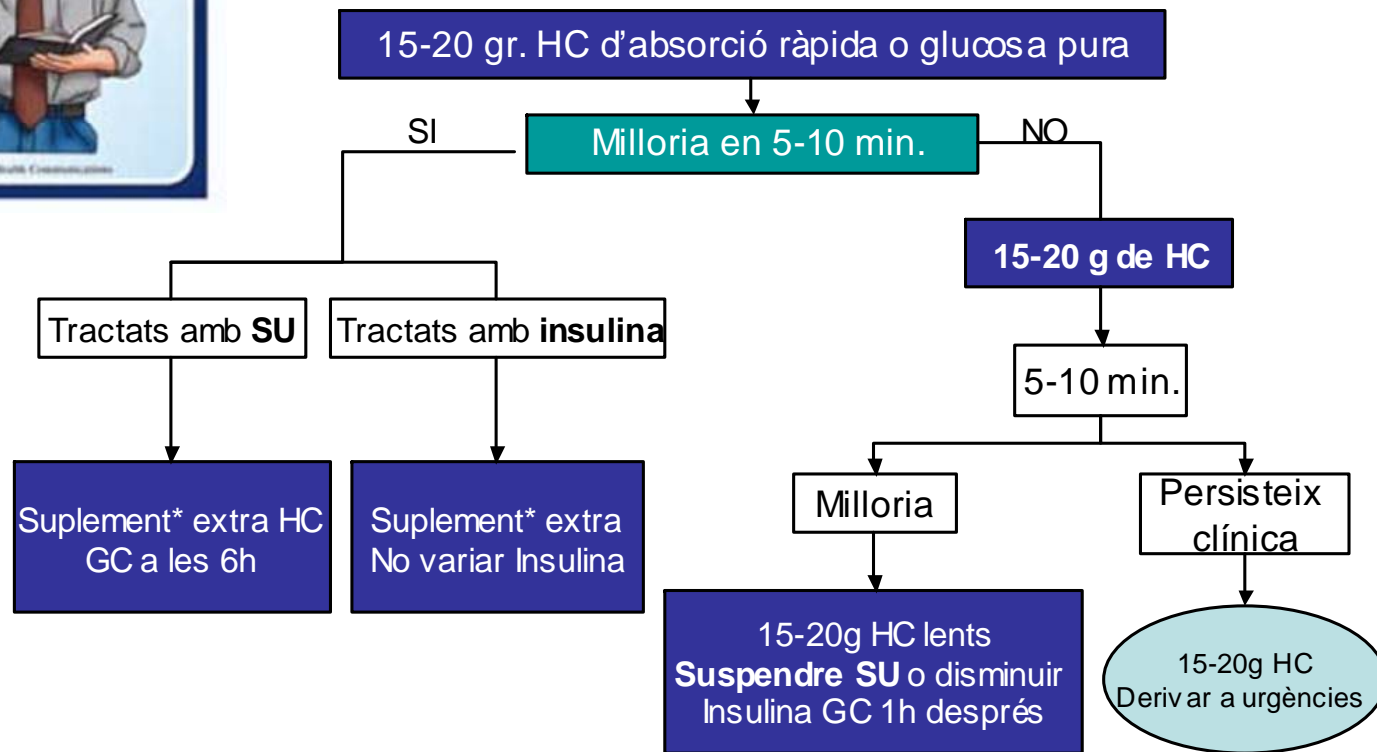 15-20 gr. HC d'absorció ràpida o glucosa pura
SI
Milloria en 5-10 min.
NO
15-20 g de HC
Tractats amb SU
Tractats amb insulina
5-10 min.
Suplement* extra HC
GC a les 6h
Suplement* extra
No variar Insulina
Milloria
Persisteix
clínica
15-20g HC lents
Suspendre SU o disminuir
Insulina GC 1h després
15-20g HC
Derivar a urgències
Health Communications